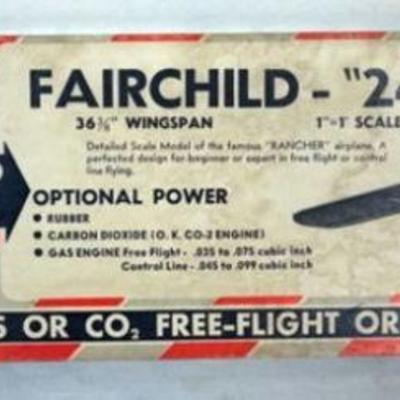 FAIRCHILD - "24
36⅜" WINGSPAN 1"=1' SCALE
Detailed Scale Model of the famous "RANCHER" airplane. A
perfected design for beginner or expert in free flight or control
line flying.
OPTIONAL POWER
● RUBBER
● CARBON DIOXIDE (O. K. CO-2 ENGINE)
● GAS ENGINE Free Flight - .035 to .075 cubic inch
Control Line - .045 to .099 cubic inch
S OR CO₂ FREE-FLIGHT OR